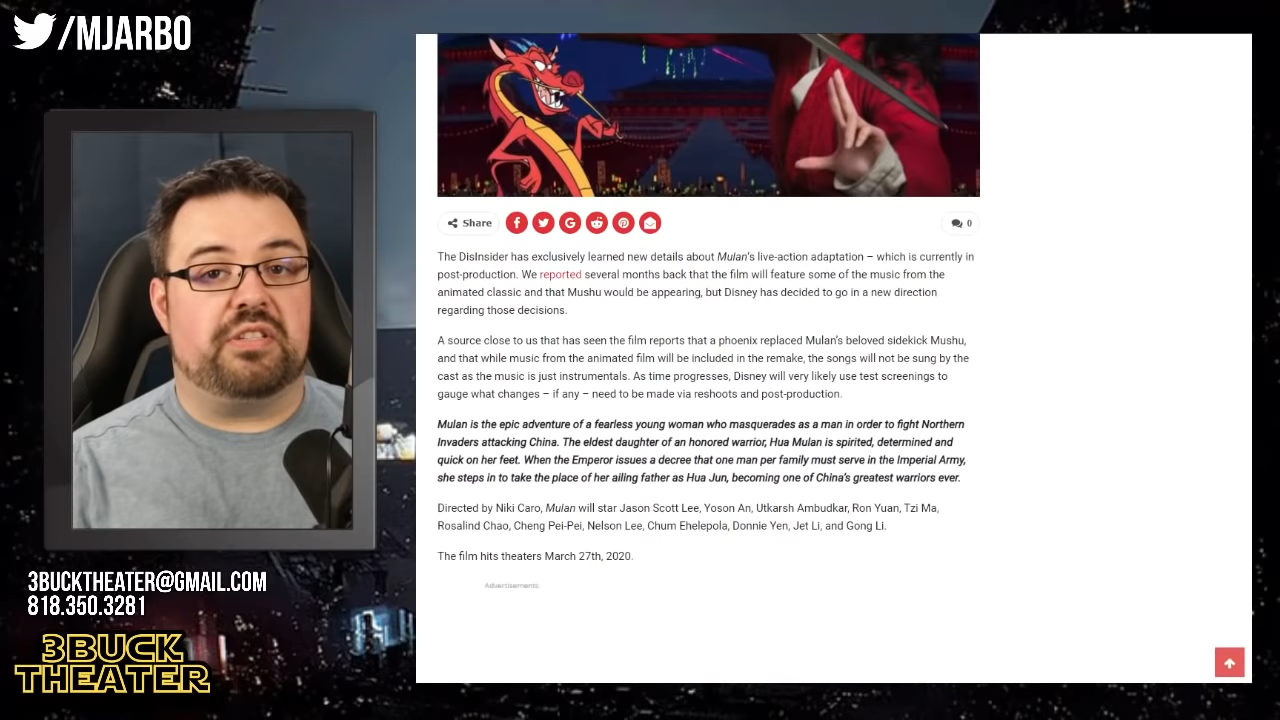 /MJARBO
Share
0
The DisInsider has exclusively learned new details about Mulan's live-action adaptation – which is currently in
post-production. We reported several months back that the film will feature some of the music from the
animated classic and that Mushu would be appearing, but Disney has decided to go in a new direction
regarding those decisions.
A source close to us that has seen the film reports that a phoenix replaced Mulan's beloved sidekick Mushu,
and that while music from the animated film will be included in the remake, the songs will not be sung by the
cast as the music is just instrumentals. As time progresses, Disney will very likely use test screenings to
gauge what changes – if any – need to be made via reshoots and post-production.
Mulan is the epic adventure of a fearless young woman who masquerades as a man in order to fight Northern
Invaders attacking China. The eldest daughter of an honored warrior, Hua Mulan is spirited, determined and
quick on her feet. When the Emperor issues a decree that one man per family must serve in the Imperial Army,
she steps in to take the place of her ailing father as Hua Jun, becoming one of China's greatest warriors ever.
Directed by Niki Caro, Mulan will star Jason Scott Lee, Yoson An, Utkarsh Ambudkar, Ron Yuan, Tzi Ma,
Rosalind Chao, Cheng Pei-Pei, Nelson Lee, Chum Ehelepola, Donnie Yen, Jet Li, and Gong Li.
The film hits theaters March 27th, 2020.
Advertisements
3BUCKTHEATER@GMAIL.COM
818.350.3281
3BUCK
THEATER